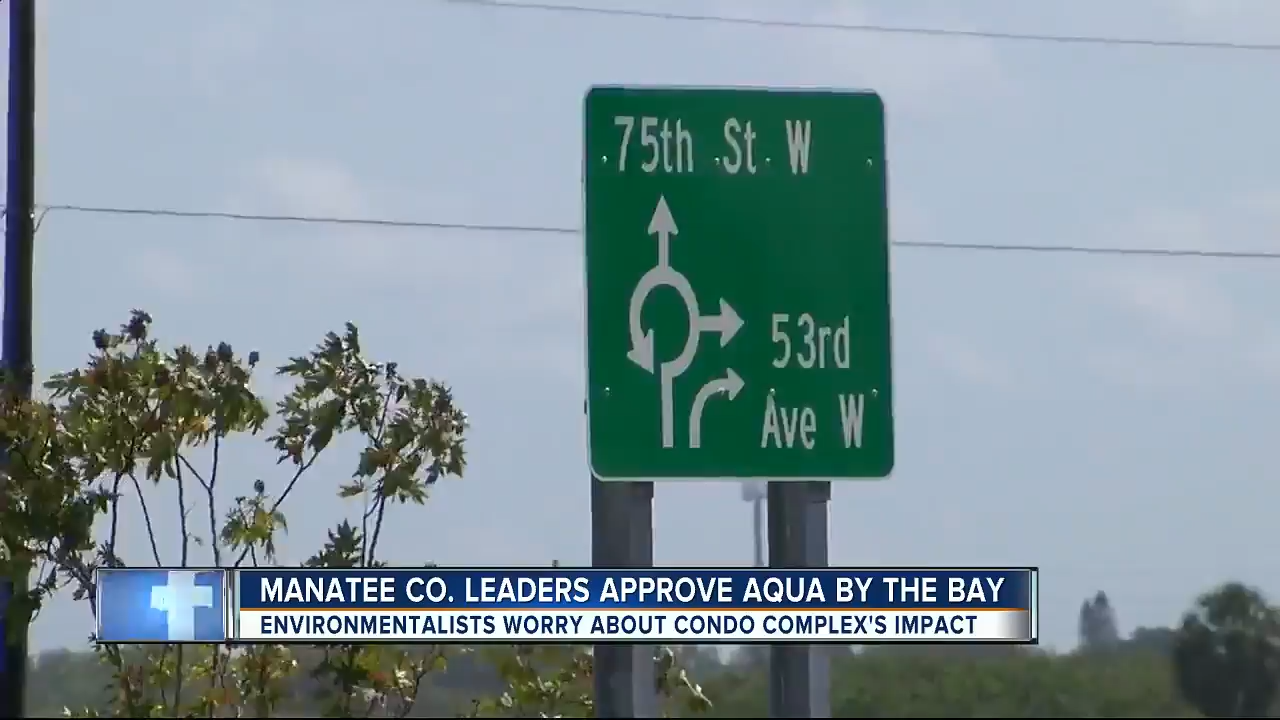 75th St W
53rd
Ave W
MANATEE CO. LEADERS APPROVE AQUA BY THE BAY
ENVIRONMENTALISTS WORRY ABOUT CONDO COMPLEX'S IMPACT